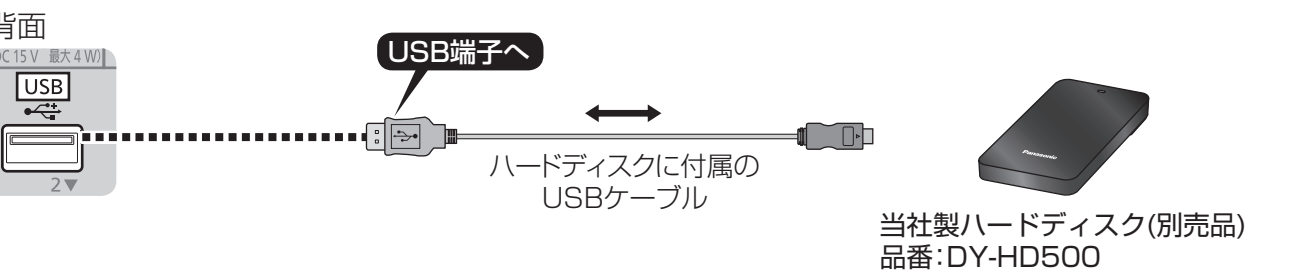 背面
DC 15 V 最大 4 W)
USB
2▼
USB端子へ
ハードディスクに付属の
USBケーブル
Panasonic
当社製ハードディスク(別売品)
品番:DY-HD500